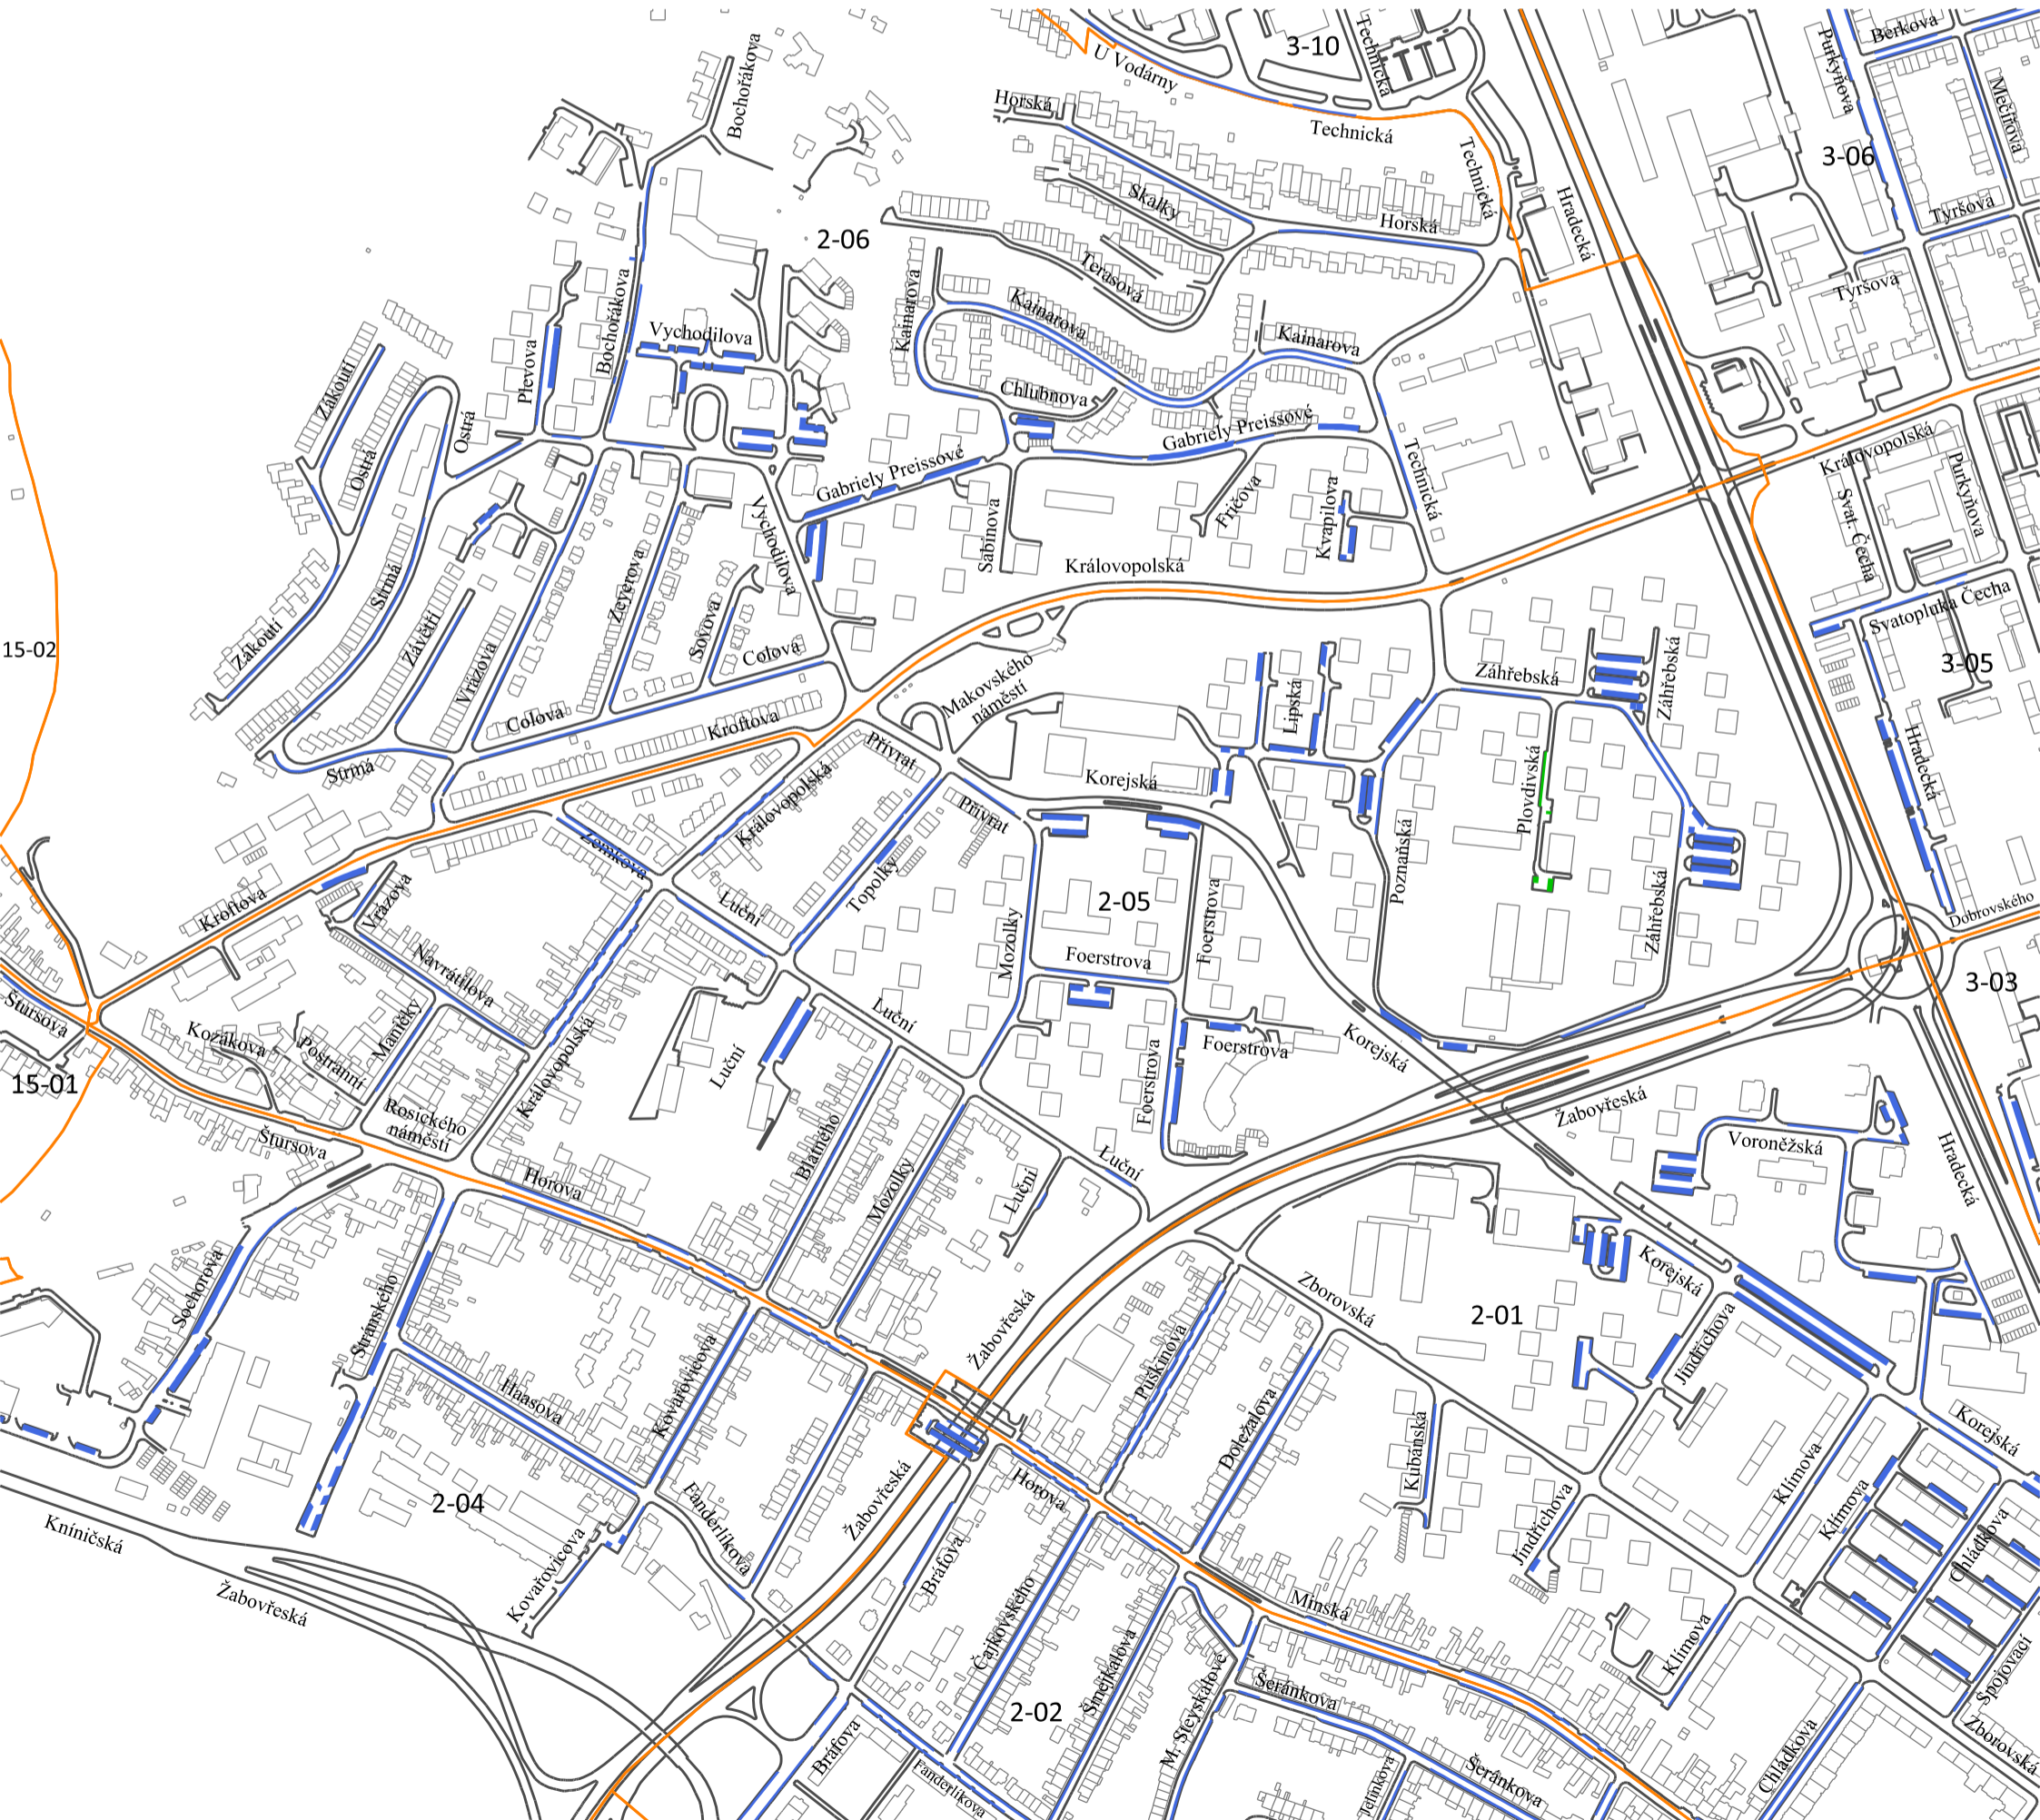 Berkova
3-10
Technická
Purkyňova
Bochořákova
U Vodárny
Mečířova
Horská
Technická
3-06
Technická
Skalky
Hradecká
Horská
Tyršova
2-06
Terasová
Tyršova
Kainarova
Bochořákova
Kainarova
Vychodilova
Kainarova
Plevova
Zákoutí
Chlubnova
Ostrá
Gabriely Preissové
Královopolská
Ostrá
Gabriely Preissové
Technická
Purkyňova
Fričova
Kvapilova
Svat. Čecha
Vychodilova
Sabinova
Královopolská
Strmá
Zeyerova
Svatopluka Čecha
Závětří
Sovova
Zákoutí
15-02
Vrázova
Colova
Makovského
náměstí
Lipská
Záhřebská
Záhřebská
3-05
Colova
Kroftova
Přívrat
Strmá
Korejská
Plovdivská
Hradecká
Královopolská
Přívrat
Zemkova
Poznaňská
Topolky
Kroftova
Vrázova
Luční
2-05
Foerstrova
Záhřebská
Dobrovského
Mozolky
Foerstrova
Navrátilova
3-03
Štursova
Luční
Kozákova
Maničky
Postranní
Korejská
Foerstrova
15-01
Luční
Královopolská
Foerstrova
Rosického
náměstí
Žabovřeská
Štursova
Voroněžská
Hradecká
Blatného
Luční
Horova
Mozolky
Luční
Sochorova
Korejská
Stránského
Zborovská
2-01
Žabovřeská
Jindřichova
Kovařovicova
Puškinova
Haasova
Doležalova
Kubánská
Korejská
Horova
Klímova
Žabovřeská
2-04
Fanderlíkova
Klímova
Jindřichova
Chládkova
Kníničská
Bráfova
Kovařovicova
Žabovřeská
Čajkovského
Minská
Šmejkalova
Klímova
M. Steyskalové
Šeránkova
Spojovací
2-02
Bráfova
Zborovská
Chládkova
Šeránkova
Fanderlíkova
Jelínkova